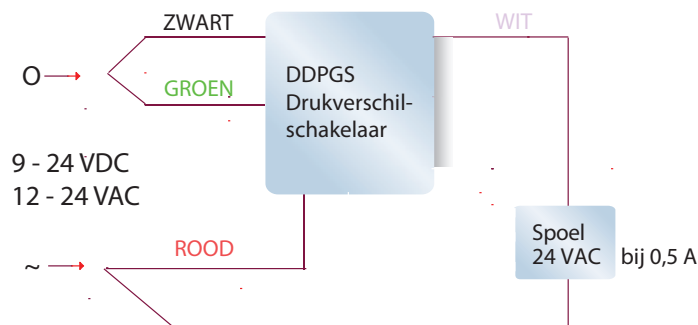 ZWART
WIT
O
GROEN
DDPGS
Drukverschil-
schakelaar
9 - 24 VDC
12 - 24 VAC
ROOD
~
Spoel
24 VAC
bij 0,5 A